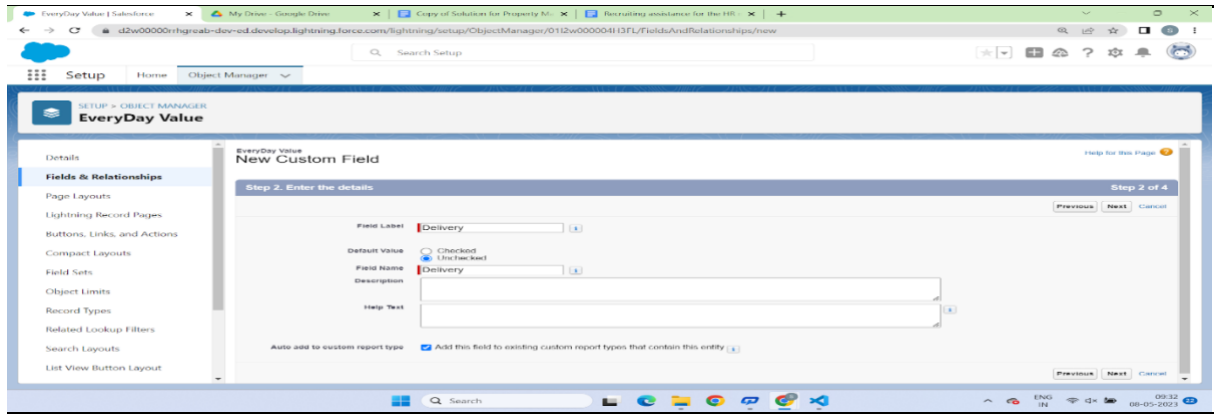 EveryDay Value | Salesforce
My Drive - Google Drive
Copy of Solution for Property M
Recruiting assistance for the HR
d2w00000rrhgreab-dev-ed.develop.lightning.force.com/lightning/setup/ObjectManager/01I2w000004H3FL/FieldsAndRelationships/new
Search Setup
Setup Home Object Manager
SETUP > OBJECT MANAGER
EveryDay Value
Details
Fields & Relationships
Page Layouts
Lightning Record Pages
Buttons, Links, and Actions
Compact Layouts
Field Sets
Object Limits
Record Types
Related Lookup Filters
Search Layouts
List View Button Layout
EveryDay Value
New Custom Field
Help for this Page
Step 2. Enter the details Step 2 of 4
Previous Next Cancel
Field Label Delivery
Default Value Checked
Unchecked
Field Name Delivery
Description
Help Text
Auto add to custom report type Add this field to existing custom report types that contain this entity
Previous Next Cancel
Search
ENG
IN
09:32
08-05-2023